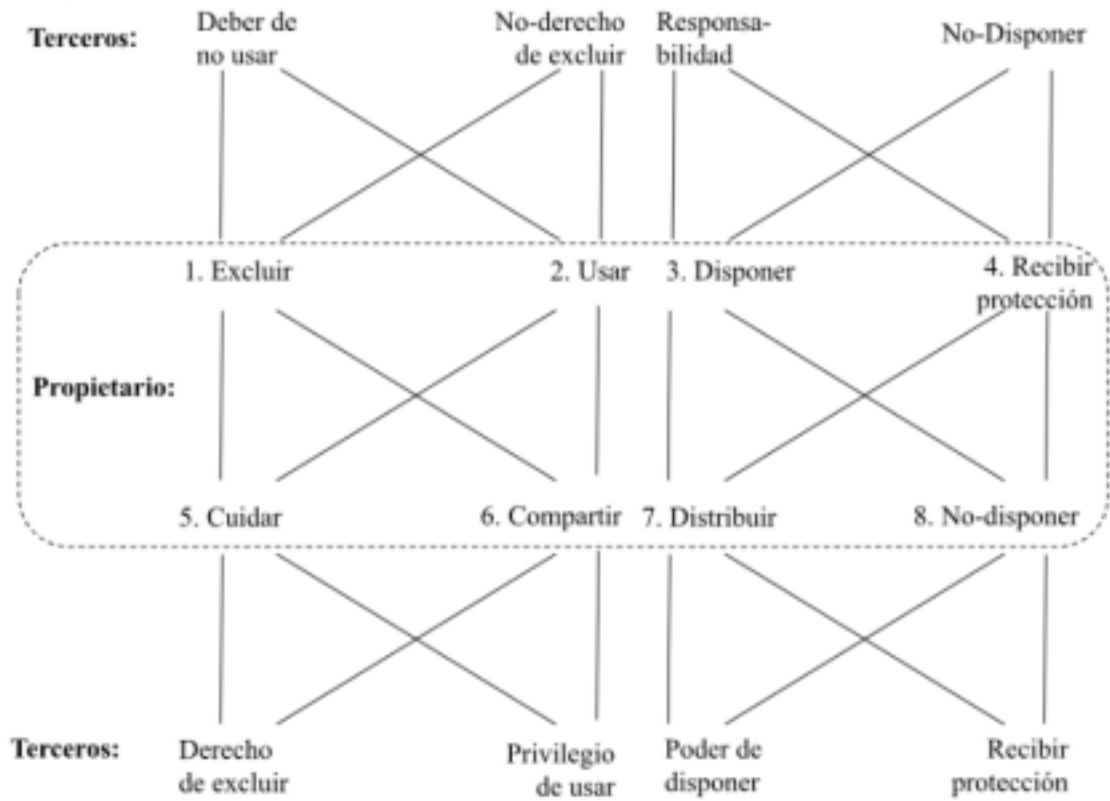 Terceros:
Deber de
no usar
No-derecho
de excluir
Responsa-
bilidad
No-Disponer
1. Excluir
2. Usar
3. Disponer
4. Recibir
protección
Propietario:
5. Cuidar
6. Compartir
7. Distribuir
8. No-disponer
Terceros:
Derecho
de excluir
Privilegio
de usar
Poder de
disponer
Recibir
protección